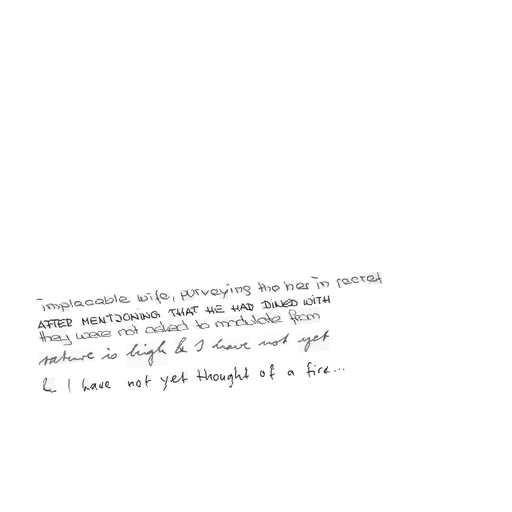 implacable wife, purveying the her in secret
AFTER MENTIONING THAT HE HAD DINED WITH
they were not asked to modulate from
rature is high & I have not yet
& I have not yet thought of a fire...